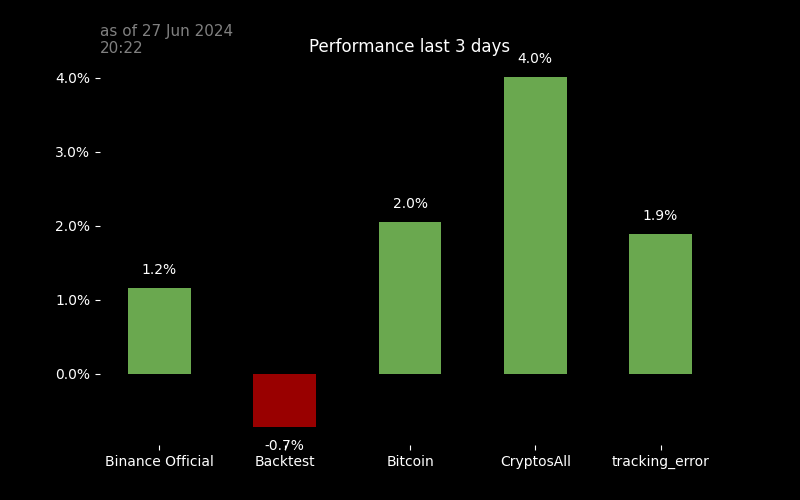 as of 27 Jun 2024
20:22
Performance last 3 days
4.0%
4.0%
3.0%
2.0%
2.0%
1.9%
1.2%
1.0%
0.0%
-0.7%
Binance Official
Backtest
Bitcoin
CryptosAll
tracking_error